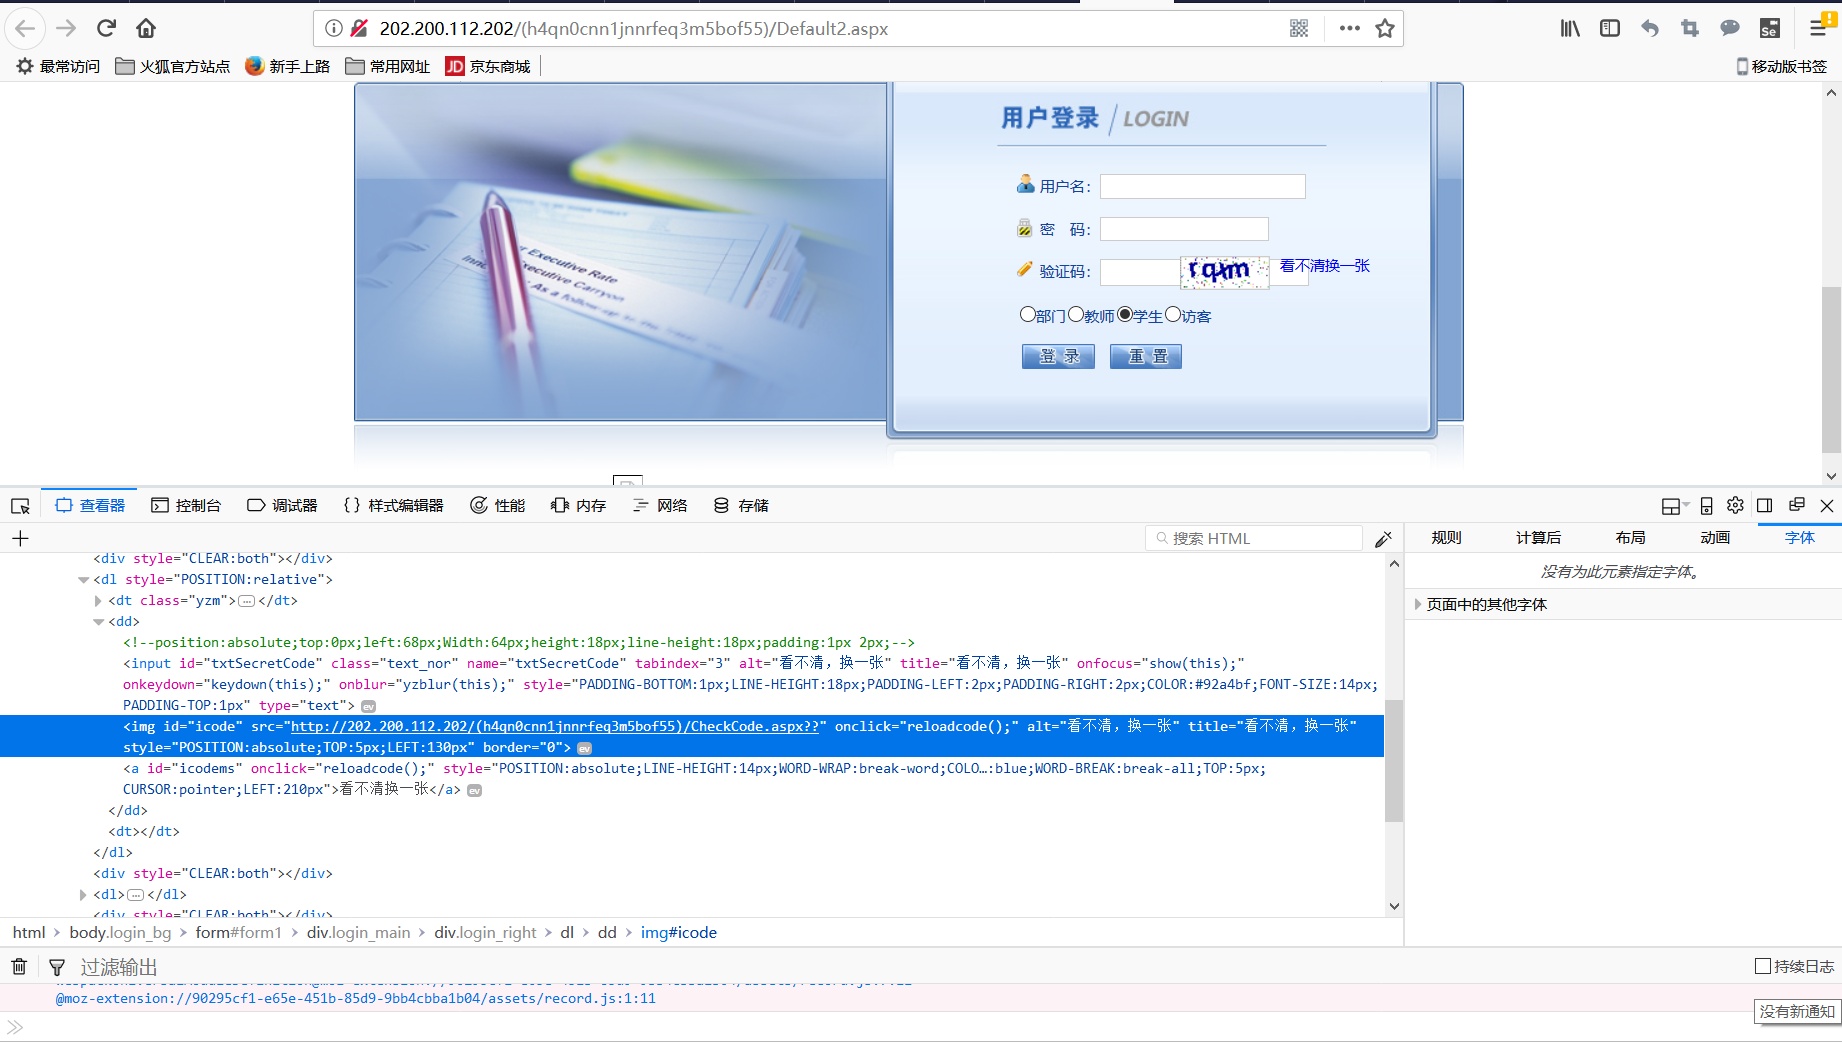 202.200.112.202/(h4qn0cnn1jnnrfeq3m5bof55)/Default2.aspx
最常访问 火狐官方站点 新手上路 常用网址 JD 京东商城 移动版书签
用户登录 LOGIN
用户名：
密 码：
验证码： rqxm 看不清换一张
部门 教师 学生 访客
登 录 重 置
Executive Rate
Executive Carryon
As a follow-up to the
查看器 控制台 调试器 {} 样式编辑器 性能 内存 网络 存储
搜索 HTML
规则 计算后 布局 动画 字体
没有为此元素指定字体。
页面中的其他字体
<div style="CLEAR:both"></div>
<dl style="POSITION:relative">
<dt class="yzm"></dt>
<dd>
<!--position:absolute;top:0px;left:68px;Width:64px;height:18px;line-height:18px;padding:1px 2px;-->
<input id="txtSecretCode" class="text_nor" name="txtSecretCode" tabindex="3" alt="看不清，换一张" title="看不清，换一张" onfocus="show(this);"
onkeydown="keydown(this);" onblur="yzblur(this);" style="PADDING-BOTTOM:1px;LINE-HEIGHT:18px;PADDING-LEFT:2px;PADDING-RIGHT:2px;COLOR:#92a4bf;FONT-SIZE:14px;
PADDING-TOP:1px" type="text"> ev
<img id="icode" src="http://202.200.112.202/(h4qn0cnn1jnnrfeq3m5bof55)/CheckCode.aspx??" onclick="reloadcode();" alt="看不清，换一张" title="看不清，换一张"
style="POSITION:absolute;TOP:5px;LEFT:130px" border="0"> ev
<a id="icodems" onclick="reloadcode();" style="POSITION:absolute;LINE-HEIGHT:14px;WORD-WRAP:break-word;COLO…:blue;WORD-BREAK:break-all;TOP:5px;
CURSOR:pointer;LEFT:210px">看不清换一张</a> ev
</dd>
<dt></dt>
</dl>
<div style="CLEAR:both"></div>
<dl></dl>
<div style="CLEAR:both"></div>
html > body.login_bg > form#form1 > div.login_main > div.login_right > dl > dd > img#icode
过滤输出 持续日志
@moz-extension://90295cf1-e65e-451b-85d9-9bb4cbba1b04/assets/record.js:1:11
没有新通知